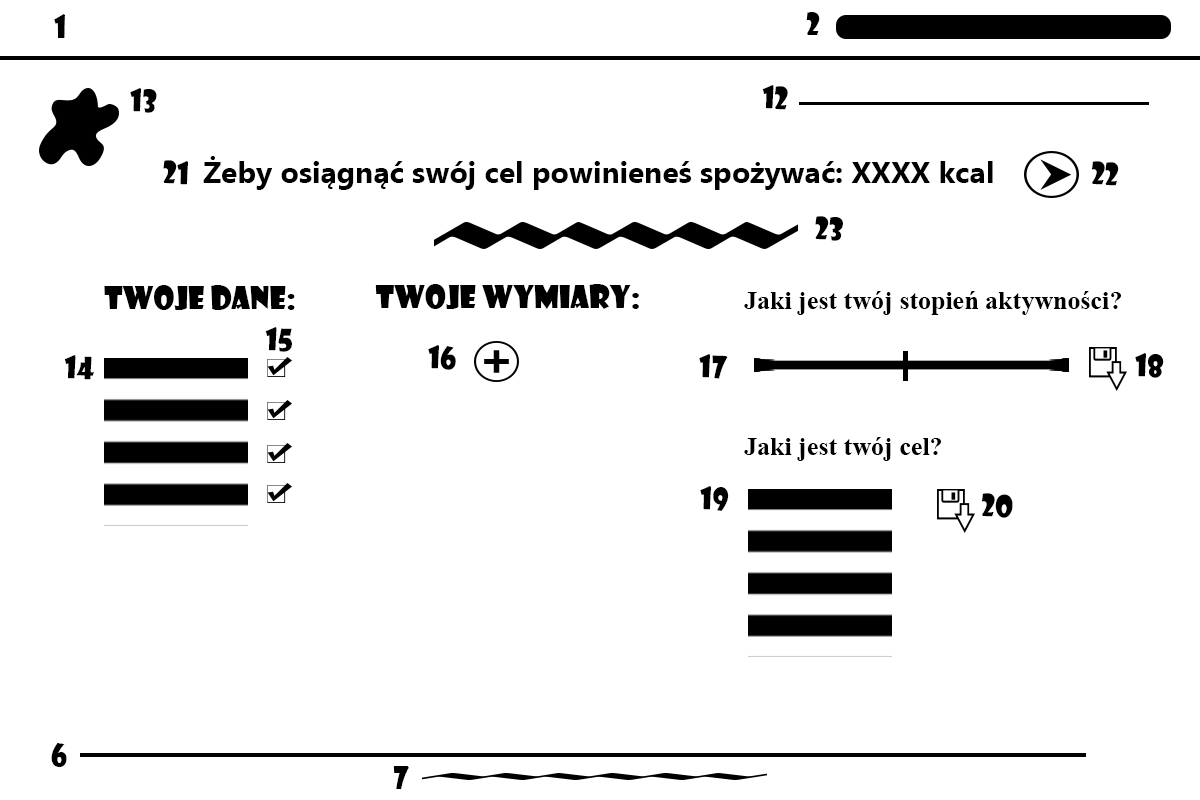 1
2
13
12
21 Żeby osiągnąć swój cel powinieneś spożywać: XXXX kcal 22
23
TWOJE DANE:
TWOJE WYMIARY:
Jaki jest twój stopień aktywności?
15
14
16
17
18
Jaki jest twój cel?
19
20
6
7